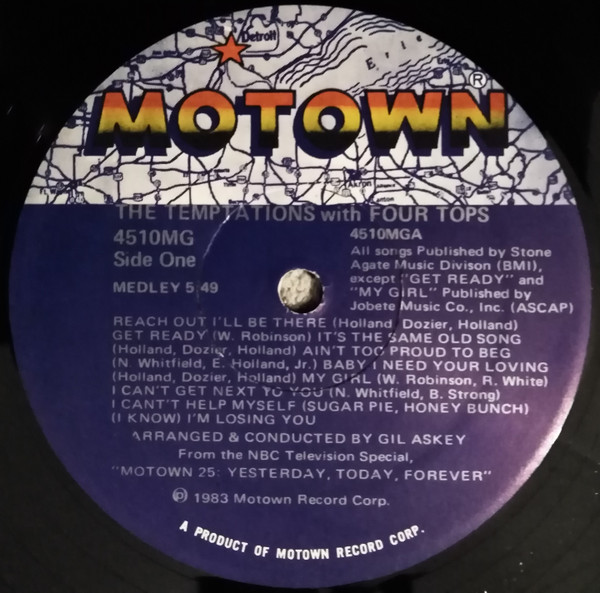 Detroit
Erie
MOTOWN®
Akron
THE TEMPTATIONS with FOUR TOPS
4510MG
Side One
MEDLEY 5:49
4510MGA
All songs Published by Stone
Agate Music Divison (BMI),
except "GET READY" and
"MY GIRL" Published by
Jobete Music Co., Inc. (ASCAP)
REACH OUT I'LL BE THERE (Holland, Dozier, Holland)
GET READY (W. Robinson) IT'S THE SAME OLD SONG
(Holland, Dozier, Holland) AIN'T TOO PROUD TO BEG
(N. Whitfield, E. Holland, Jr.) BABY I NEED YOUR LOVING
(Holland, Dozier, Holland) MY GIRL (W. Robinson, R. White)
I CAN'T GET NEXT TO YOU (N. Whitfield, B. Strong)
I CAN'T HELP MYSELF (SUGAR PIE, HONEY BUNCH)
(I KNOW) I'M LOSING YOU
ARRANGED & CONDUCTED BY GIL ASKEY
From the NBC Television Special,
"MOTOWN 25: YESTERDAY, TODAY, FOREVER"
℗ 1983 Motown Record Corp.
A PRODUCT OF MOTOWN RECORD CORP.